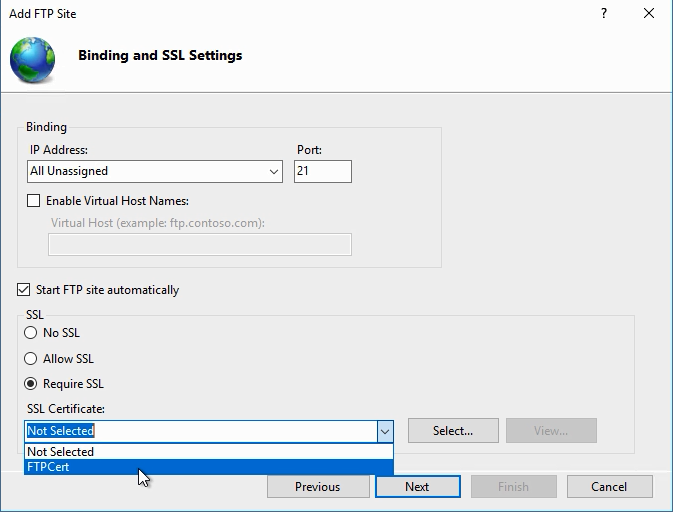 Add FTP Site
?
Binding and SSL Settings
Binding
IP Address:
Port:
All Unassigned
21
Enable Virtual Host Names:
Virtual Host (example: ftp.contoso.com):
Start FTP site automatically
SSL
No SSL
Allow SSL
Require SSL
SSL Certificate:
Not Selected
Select...
View...
Not Selected
FTPCert
Previous
Next
Finish
Cancel